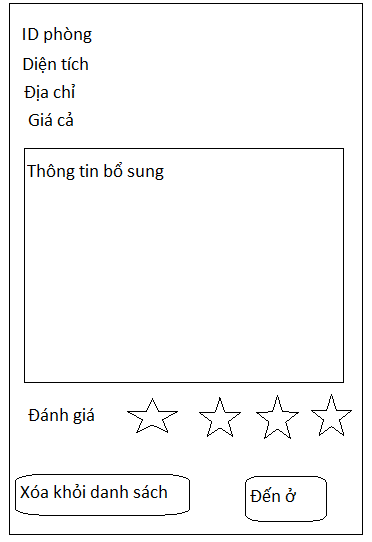 ID phòng
Diện tích
Địa chỉ
Giá cả
Thông tin bổ sung
Đánh giá
Xóa khỏi danh sách
Đến ở